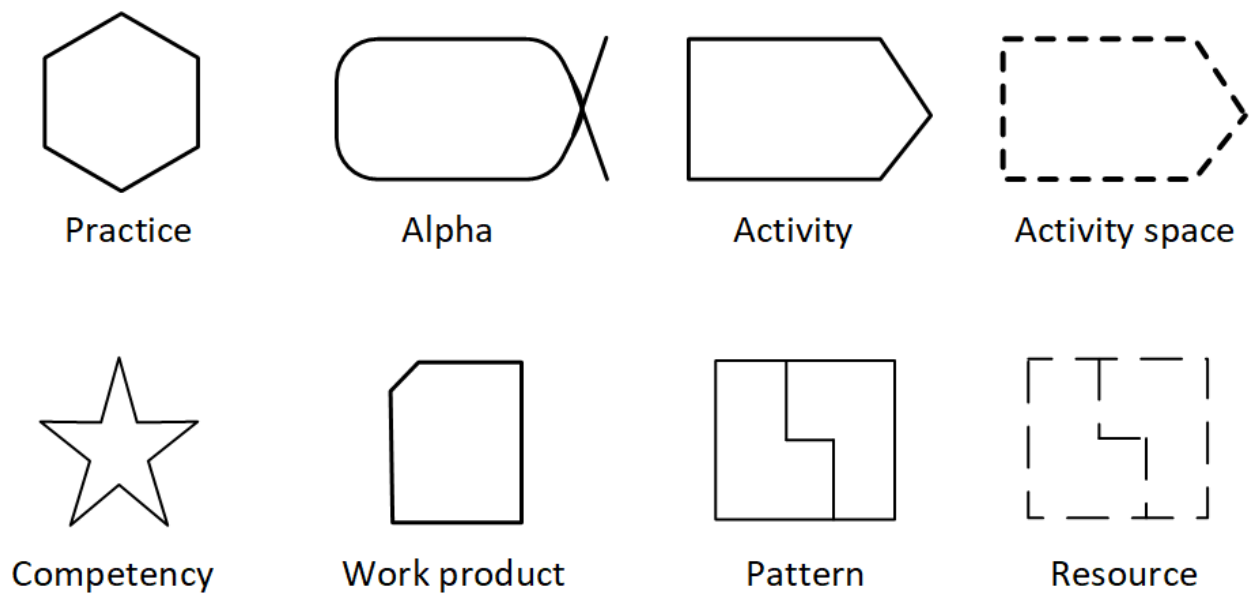 Practice
Alpha
Activity
Activity space
Competency
Work product
Pattern
Resource